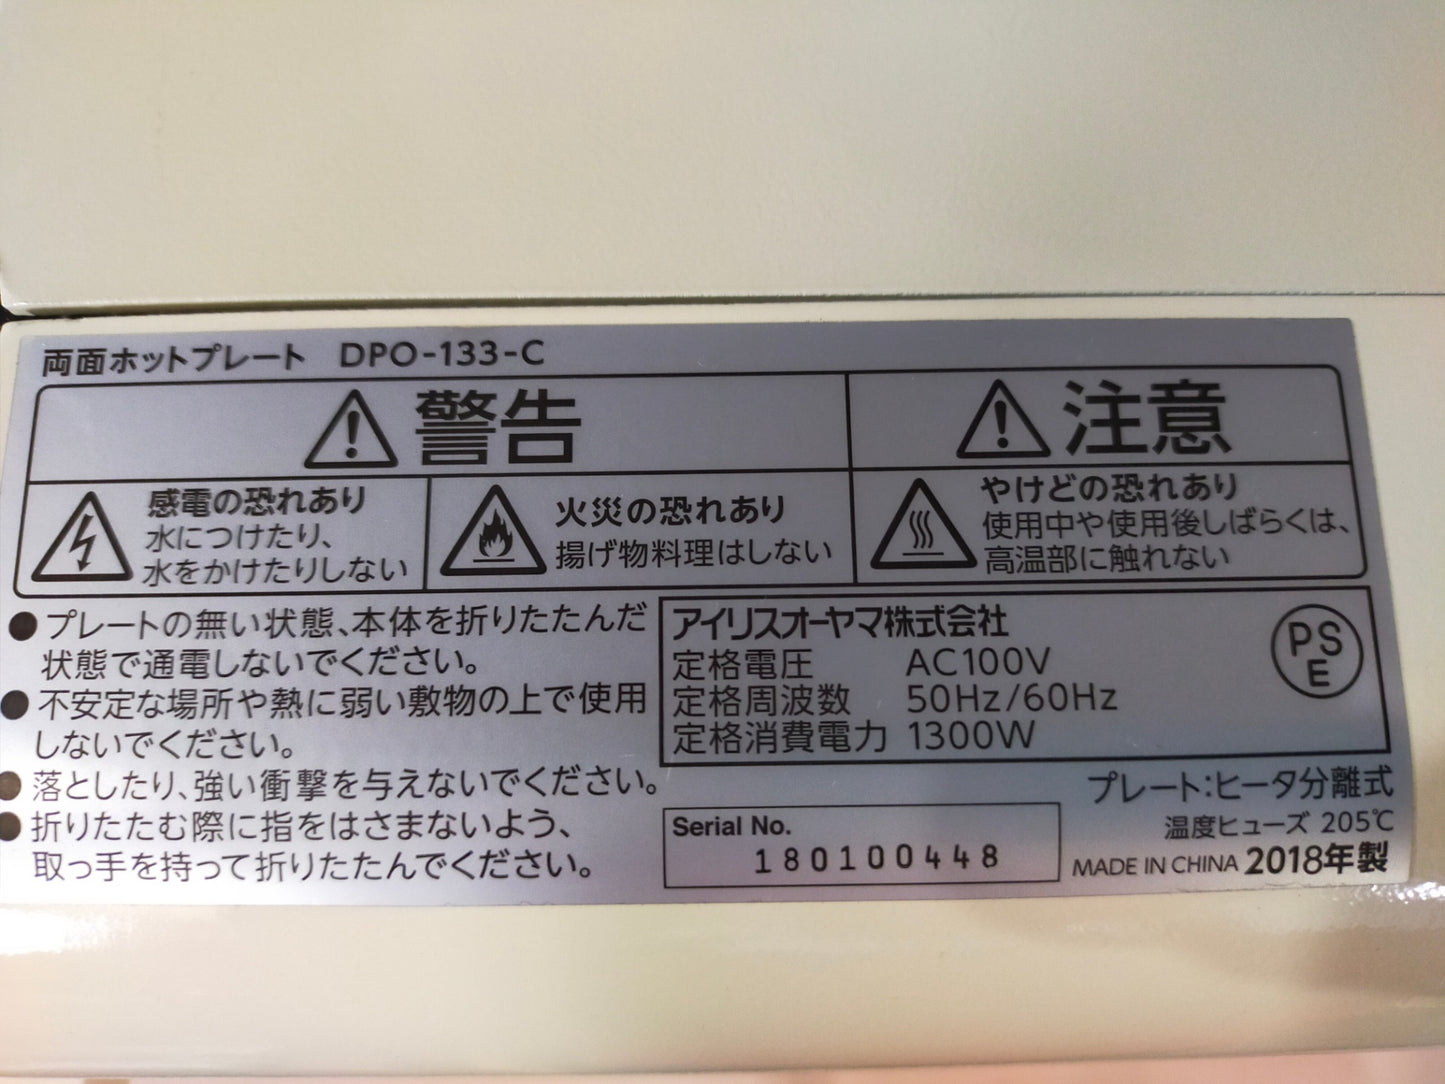 両面ホットプレート DPO-133-C
警告
注意
感電の恐れあり
水につけたり、
水をかけたりしない
火災の恐れあり
揚げ物料理はしない
やけどの恐れあり
使用中や使用後しばらくは、
高温部に触れない
●プレートの無い状態、本体を折りたたんだ
状態で通電しないでください。
●不安定な場所や熱に弱い敷物の上で使用
しないでください。
●落としたり、強い衝撃を与えないでください。
●折りたたむ際に指をはさまないよう、
取っ手を持って折りたたんでください。
アイリスオーヤマ株式会社
定格電圧 AC100V
定格周波数 50Hz/60Hz
定格消費電力 1300W
PS
E
プレート:ヒータ分離式
温度ヒューズ 205℃
MADE IN CHINA 2018年製
Serial No.
180100448